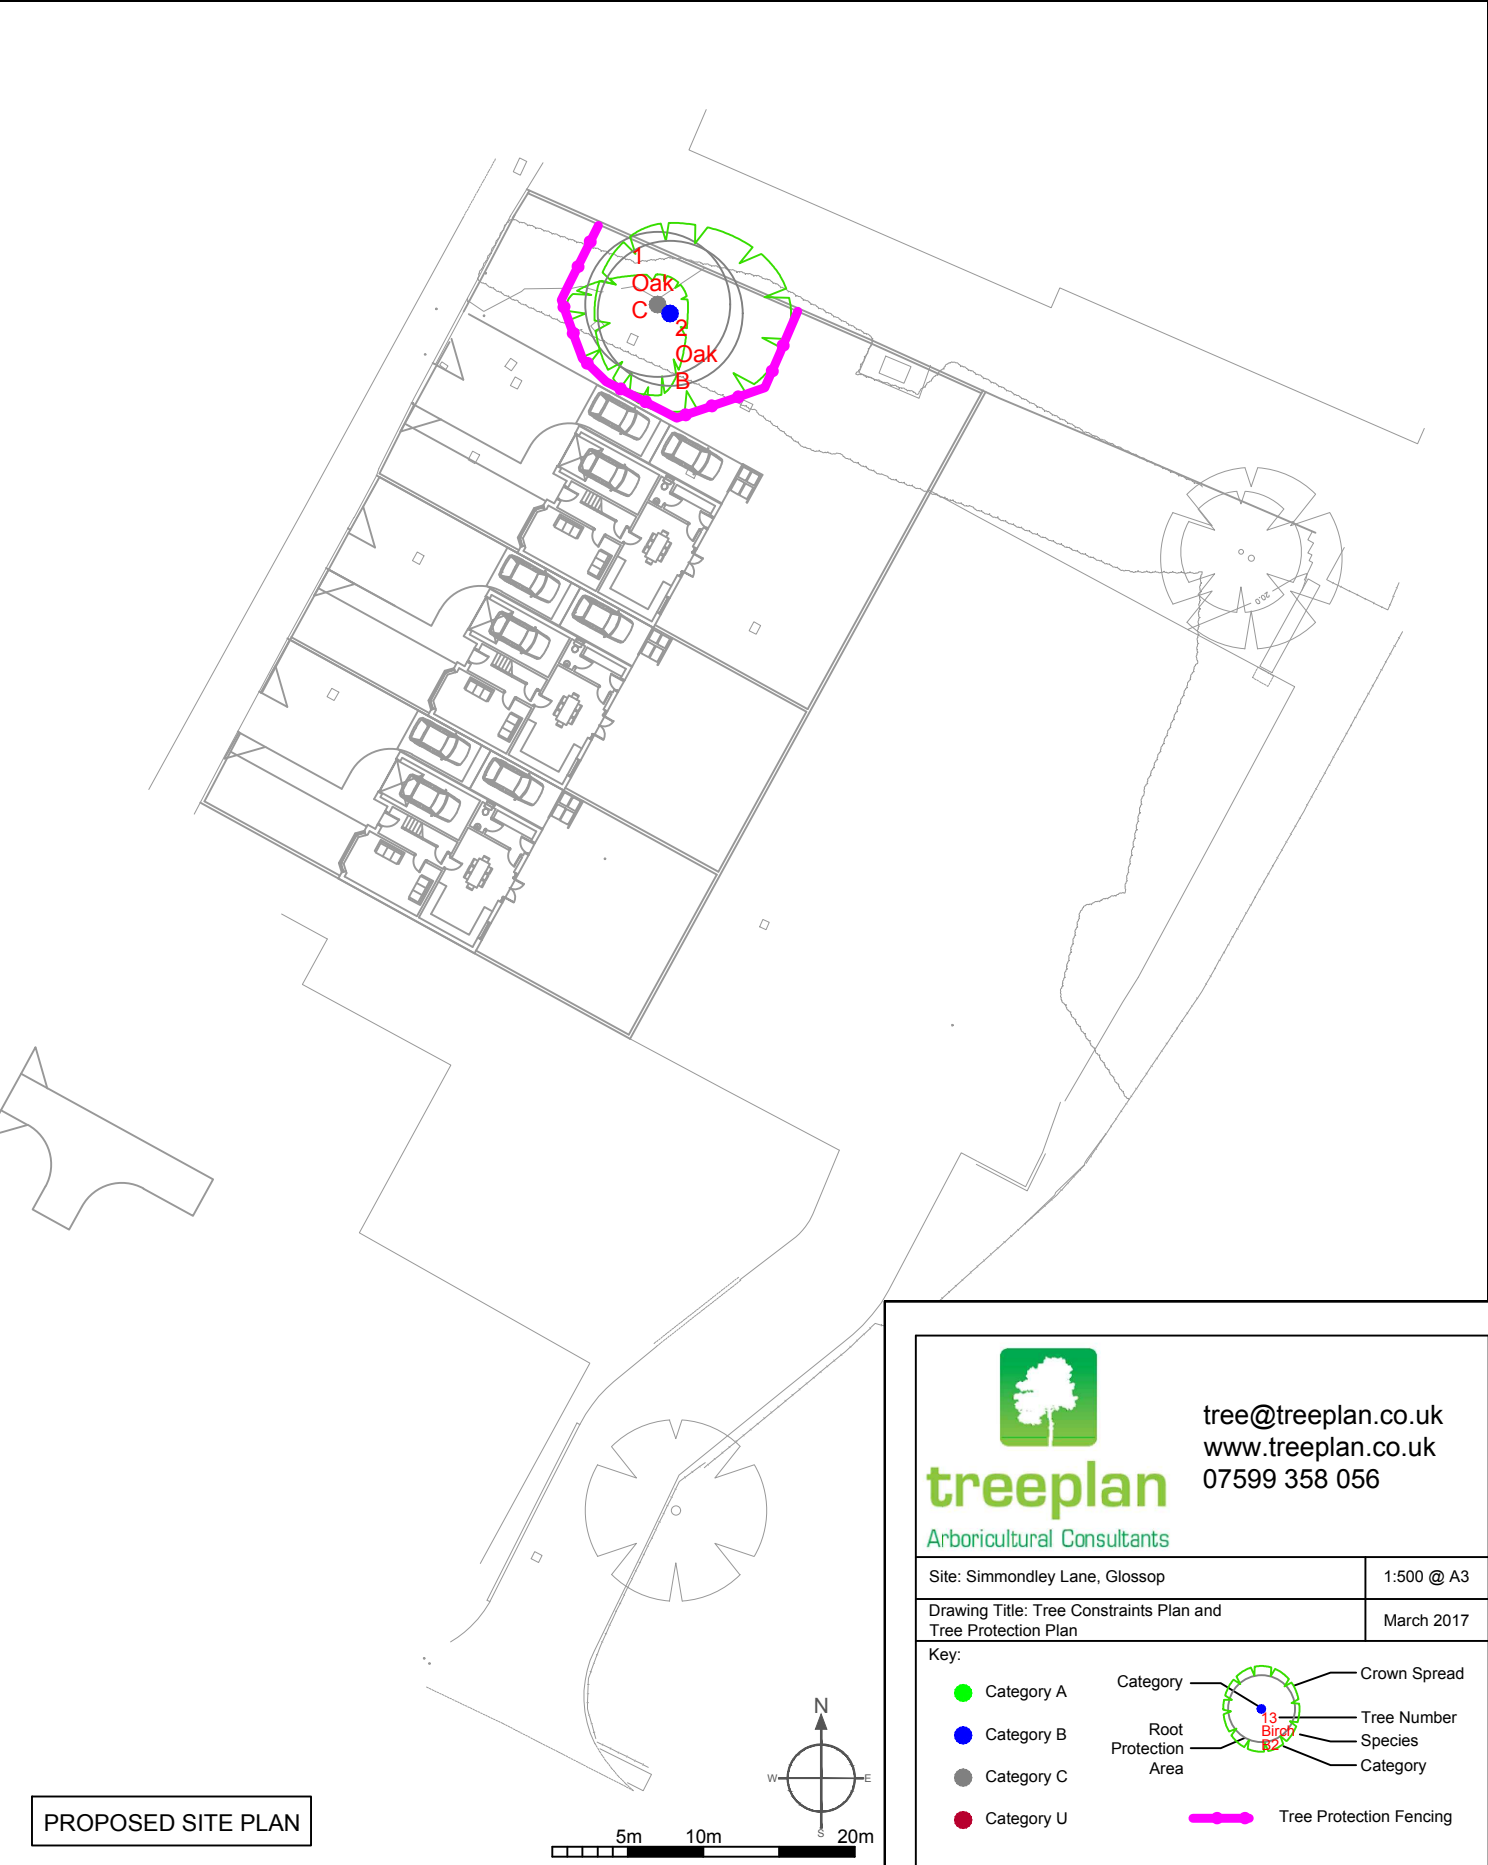 1
Oak
C
2
Oak
B
20.0
treeplan
Arboricultural Consultants
tree@treeplan.co.uk
www.treeplan.co.uk
07599 358 056
Site: Simmondley Lane, Glossop
1:500 @ A3
Drawing Title: Tree Constraints Plan and
Tree Protection Plan
March 2017
Key:
Category A
Category B
Category C
Category U
Category
Root
Protection
Area
13
Birch
B2
Crown Spread
Tree Number
Species
Category
Tree Protection Fencing
N
W
E
S
5m
10m
20m
PROPOSED SITE PLAN